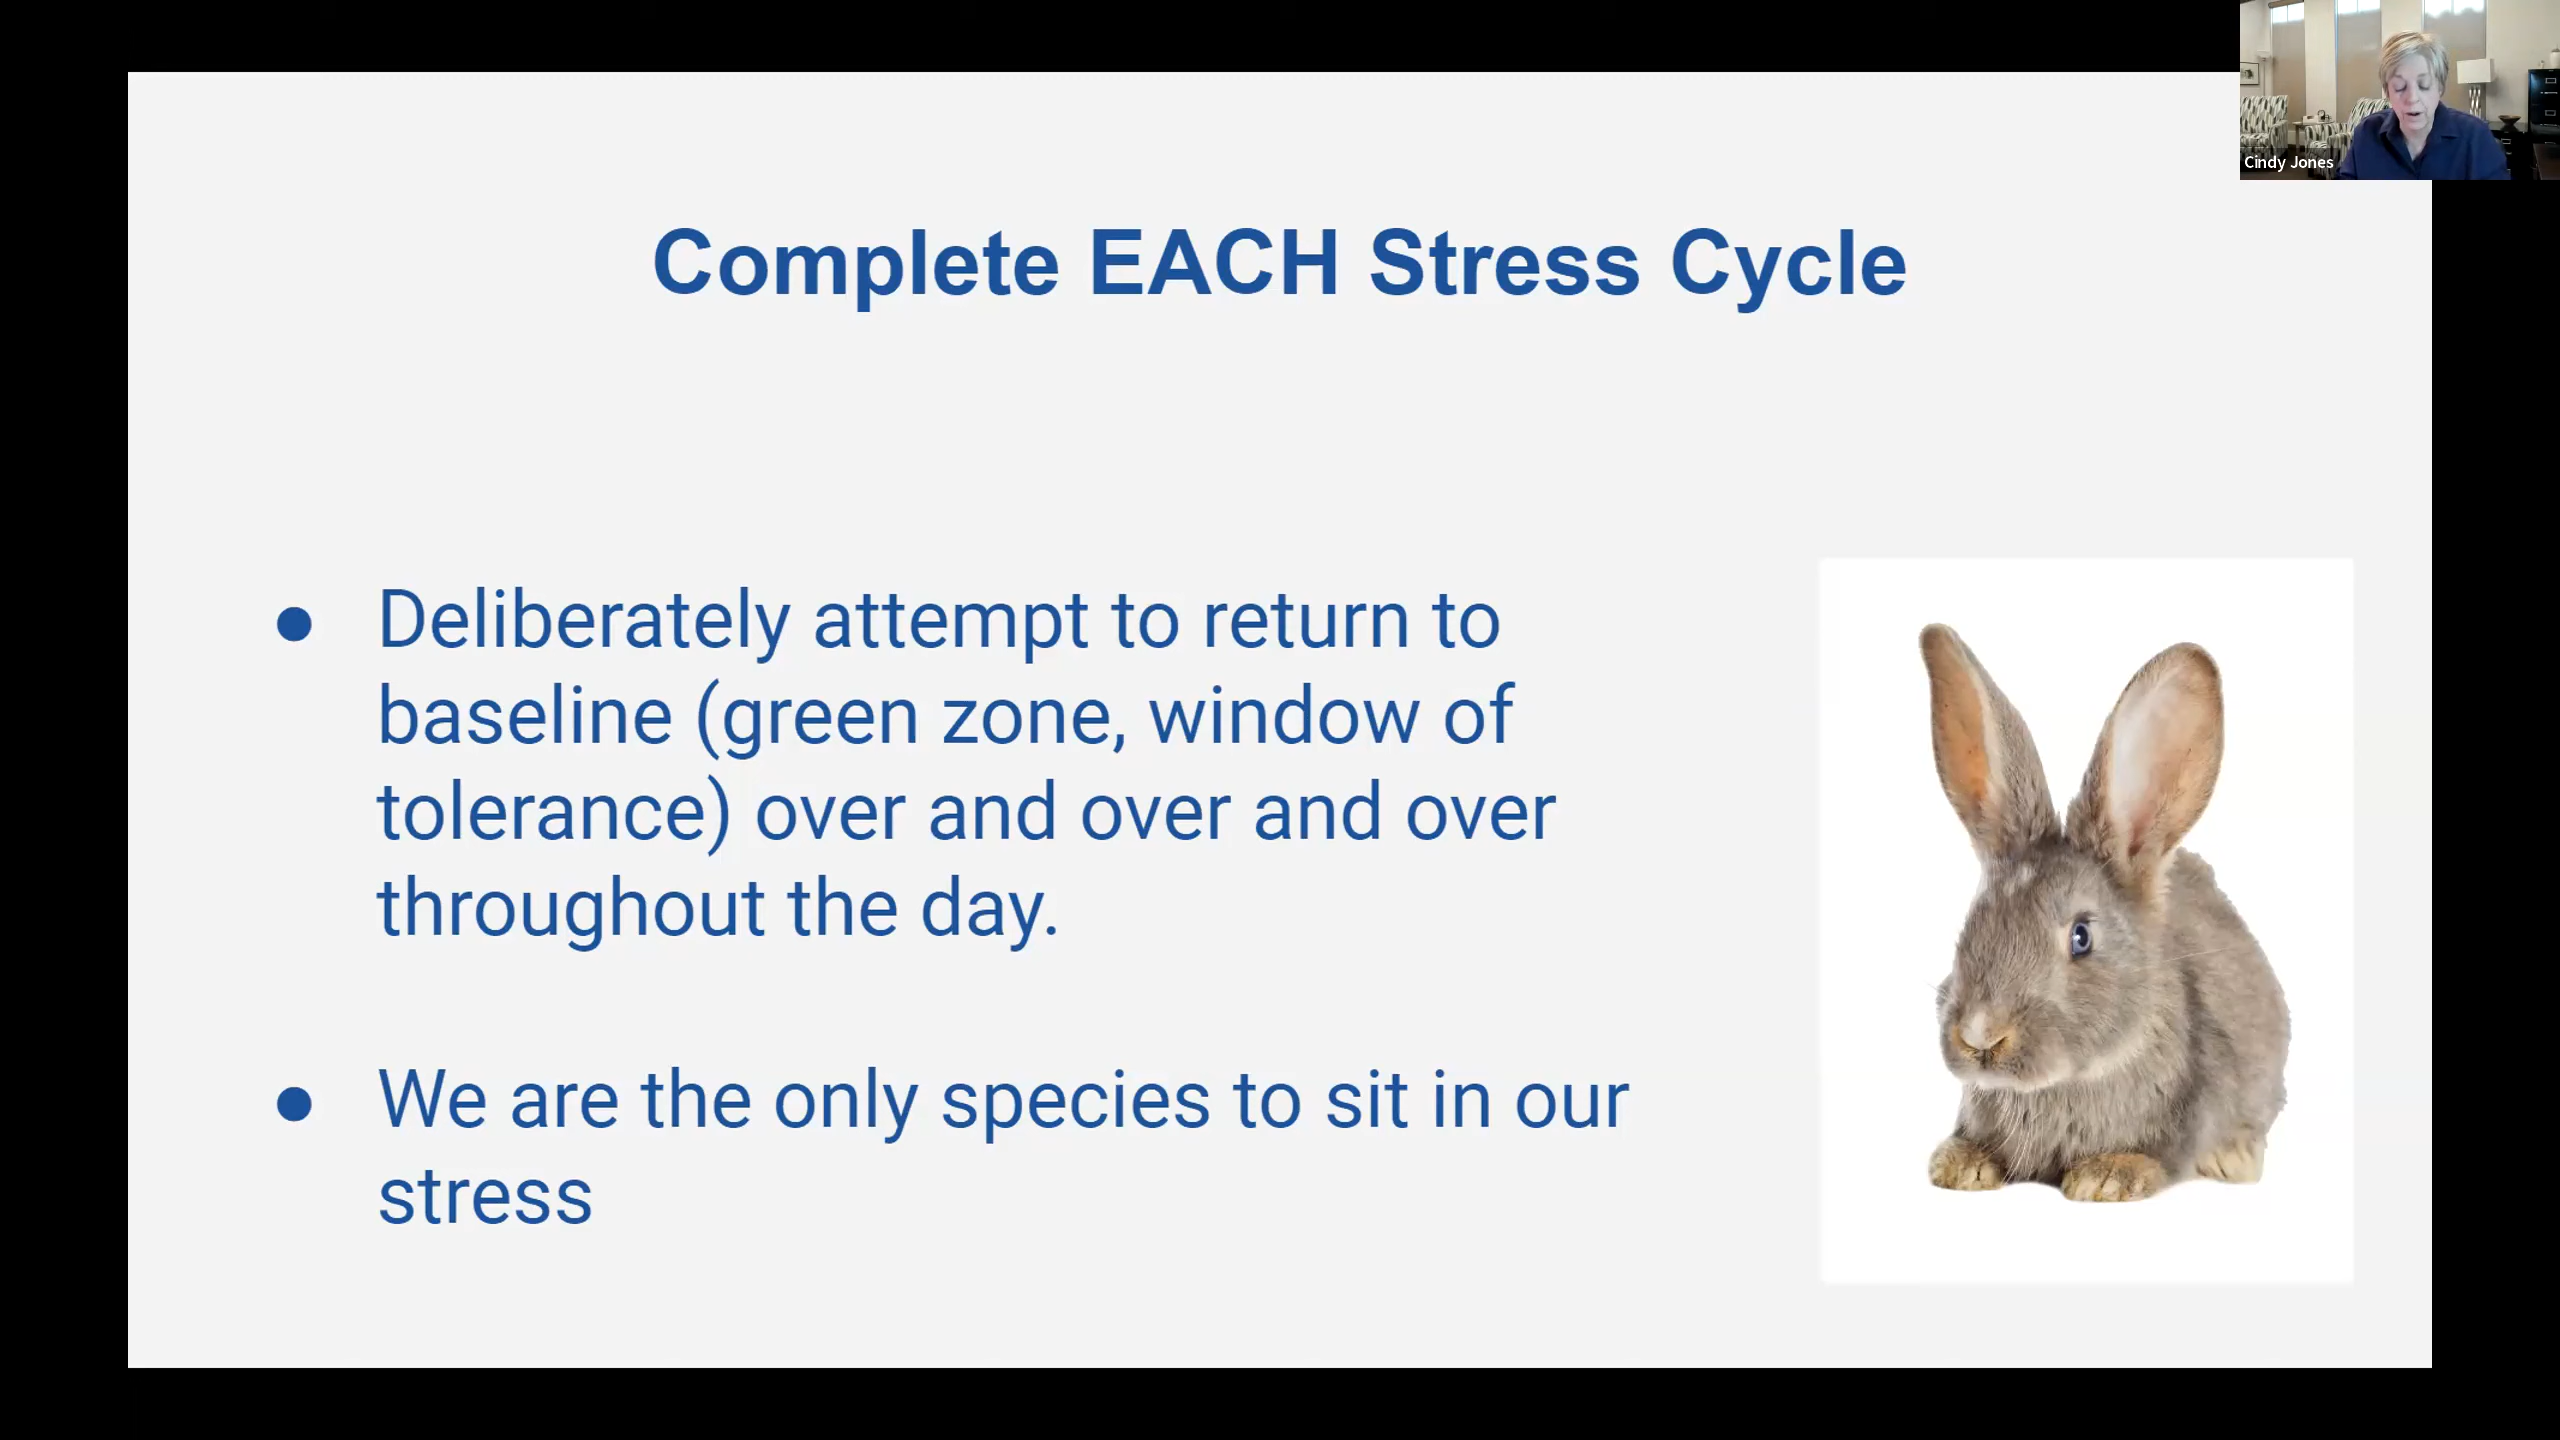 Cindy Jones
Complete EACH Stress Cycle
● Deliberately attempt to return to
baseline (green zone, window of
tolerance) over and over and over
throughout the day.
● We are the only species to sit in our
stress